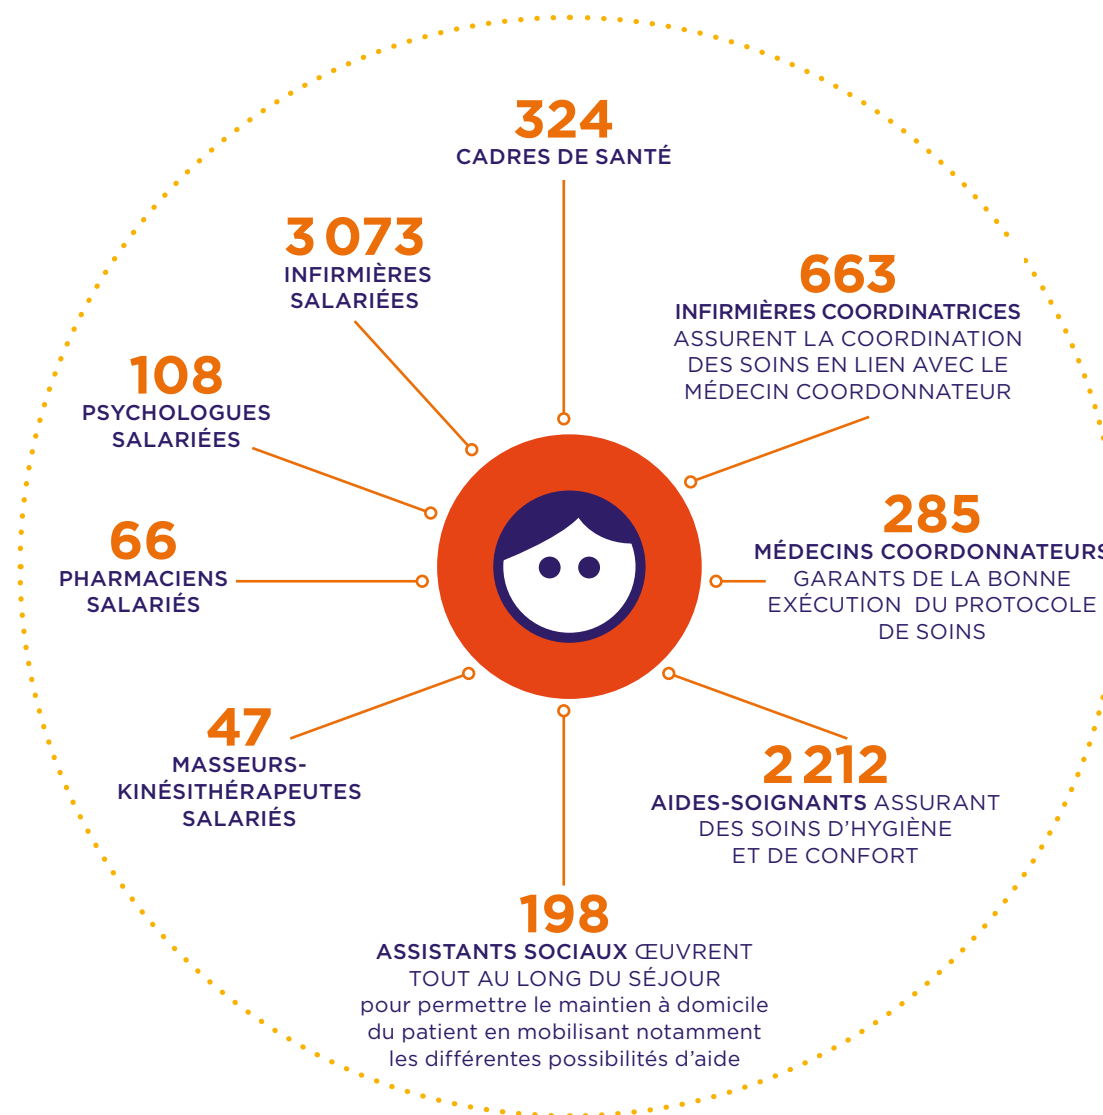 324
CADRES DE SANTÉ
3 073
INFIRMIÈRES
SALARIÉES
663
INFIRMIÈRES COORDINATRICES
ASSURENT LA COORDINATION
DES SOINS EN LIEN AVEC LE
MÉDECIN COORDONNATEUR
108
PSYCHOLOGUES
SALARIÉES
285
MÉDECINS COORDONNATEURS
GARANTS DE LA BONNE
EXÉCUTION DU PROTOCOLE
DE SOINS
66
PHARMACIENS
SALARIÉS
47
MASSEURS-
KINÉSITHÉRAPEUTES
SALARIÉS
2 212
AIDES-SOIGNANTS ASSURANT
DES SOINS D’HYGIÈNE
ET DE CONFORT
198
ASSISTANTS SOCIAUX ŒUVRENT
TOUT AU LONG DU SÉJOUR
pour permettre le maintien à domicile
du patient en mobilisant notamment
les différentes possibilités d’aide